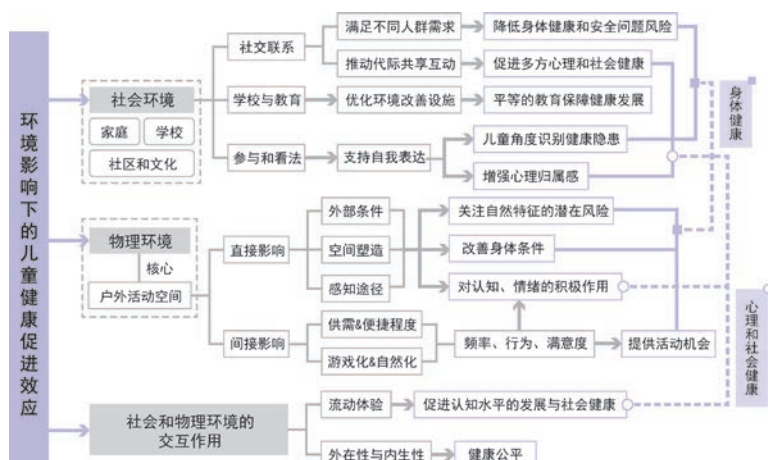 环境影响下的儿童健康促进效应
社会环境
家庭
学校
社区和文化
社交联系
满足不同人群需求
降低身体健康和安全问题风险
推动代际共享互动
促进多方心理和社会健康
学校与教育
优化环境改善设施
平等的教育保障健康发展
参与和看法
支持自我表达
儿童角度识别健康隐患
增强心理归属感
身体健康
物理环境
核心
户外活动空间
直接影响
外部条件
空间塑造
感知途径
关注自然特征的潜在风险
改善身体条件
对认知、情绪的积极作用
间接影响
供需&便捷程度
游戏化&自然化
频率、行为、满意度
提供活动机会
心理和社会健康
社会和物理环境的
交互作用
流动体验
促进认知水平的发展与社会健康
外在性与内生性
健康公平